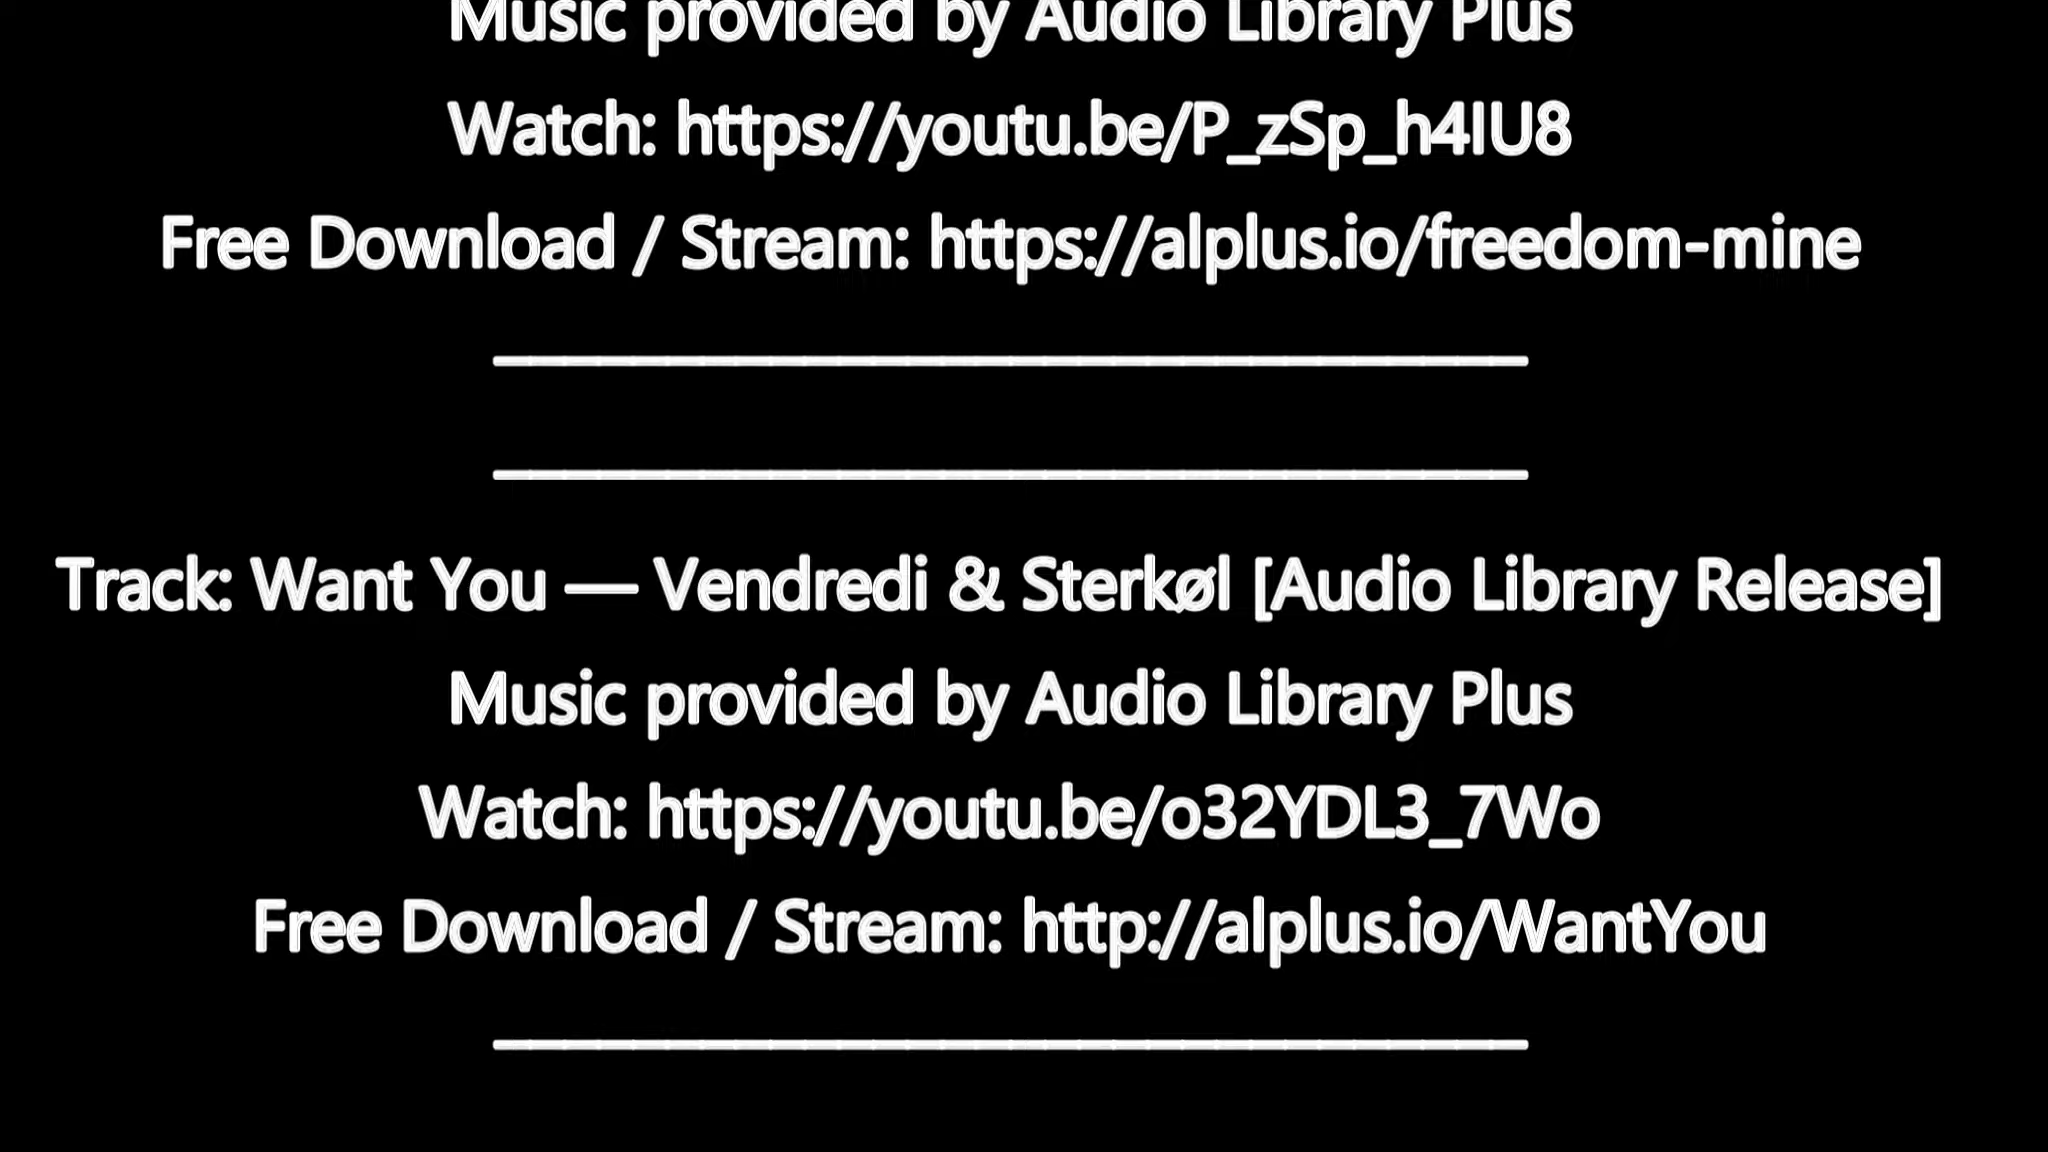 Music provided by Audio Library Plus
Watch: https://youtu.be/P_zSp_h4IU8
Free Download / Stream: https://alplus.io/freedom-mine
——————————————————————————————
——————————————————————————————
Track: Want You — Vendredi & Sterkøl [Audio Library Release]
Music provided by Audio Library Plus
Watch: https://youtu.be/o32YDL3_7Wo
Free Download / Stream: http://alplus.io/WantYou
——————————————————————————————